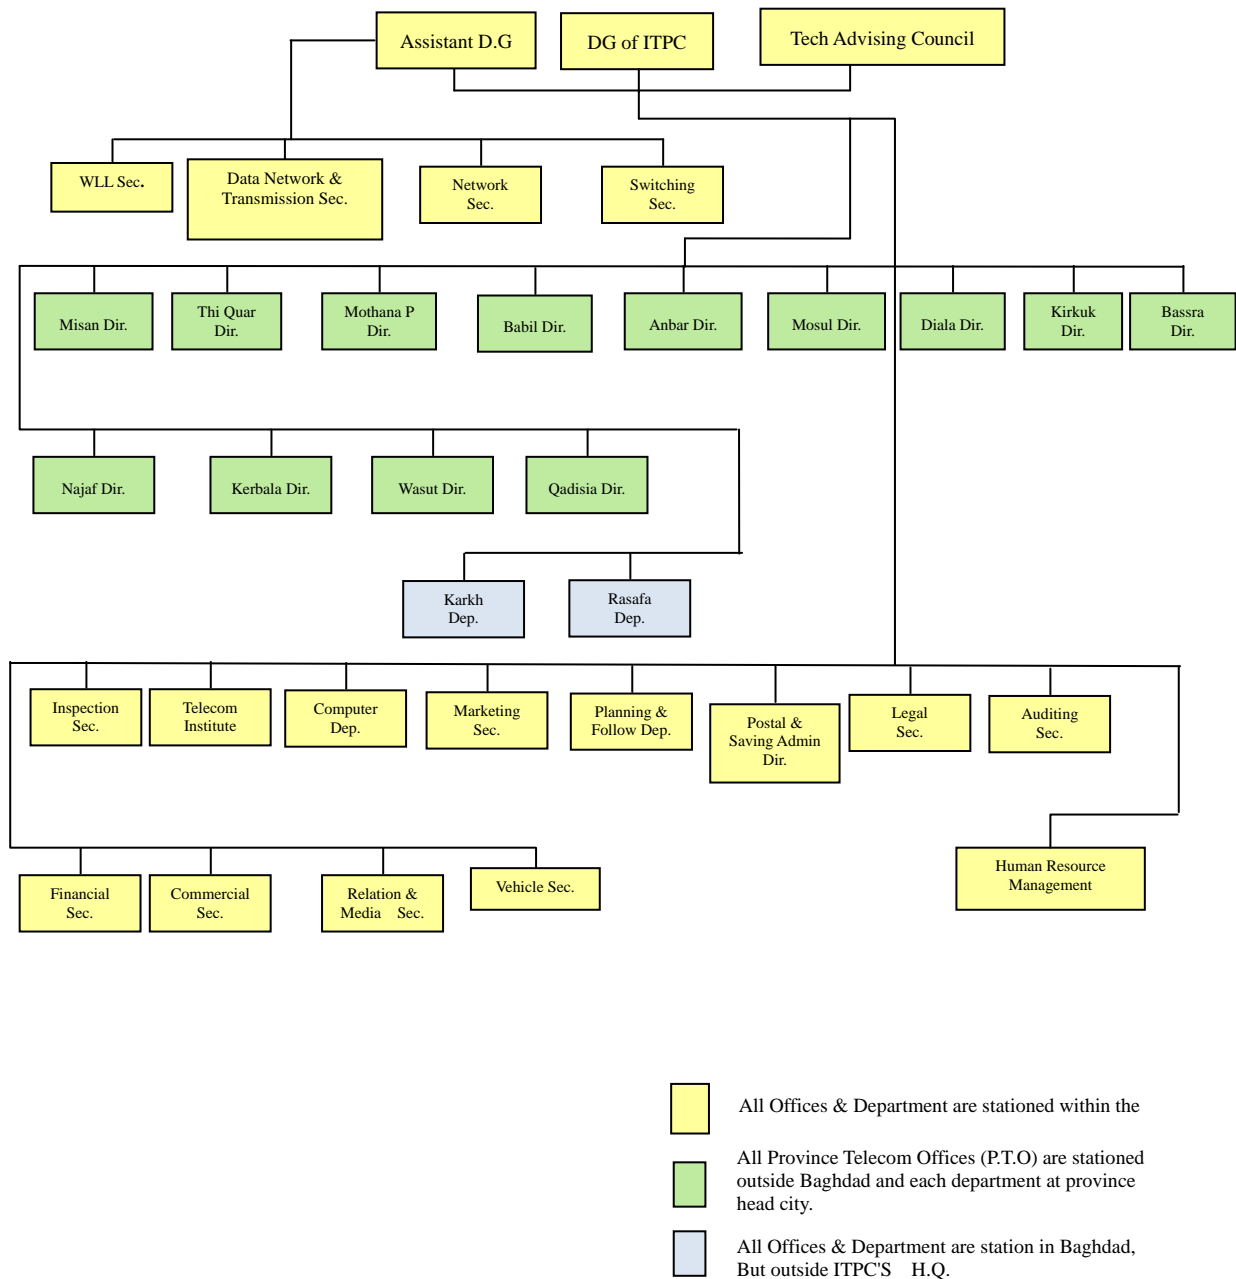 Assistant D.G
DG of ITPC
Tech Advising Council
WLL Sec.
Data Network &
Transmission Sec.
Network
Sec.
Switching
Sec.
Misan Dir.
Thi Quar
Dir.
Mothana P
Dir.
Babil Dir.
Anbar Dir.
Mosul Dir.
Diala Dir.
Kirkuk
Dir.
Bassra
Dir.
Najaf Dir.
Kerbala Dir.
Wasut Dir.
Qadisia Dir.
Karkh
Dep.
Rasafa
Dep.
Inspection
Sec.
Telecom
Institute
Computer
Dep.
Marketing
Sec.
Planning &
Follow Dep.
Postal &
Saving Admin
Dir.
Legal
Sec.
Auditing
Sec.
Financial
Sec.
Commercial
Sec.
Relation &
Media Sec.
Vehicle Sec.
Human Resource
Management
All Offices & Department are stationed within the
All Province Telecom Offices (P.T.O) are stationed
outside Baghdad and each department at province
head city.
All Offices & Department are station in Baghdad,
But outside ITPC'S H.Q.